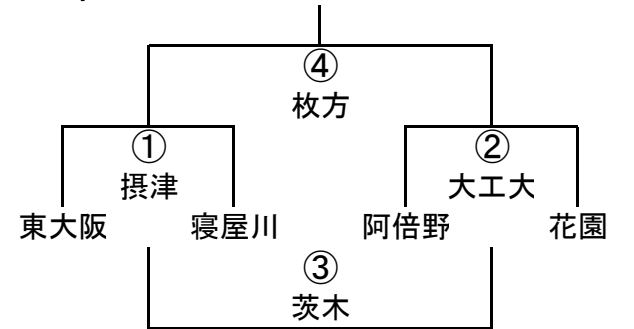 ④
枚方
① ②
摂津 大工大
東大阪 寝屋川 阿倍野 花園
③
茨木